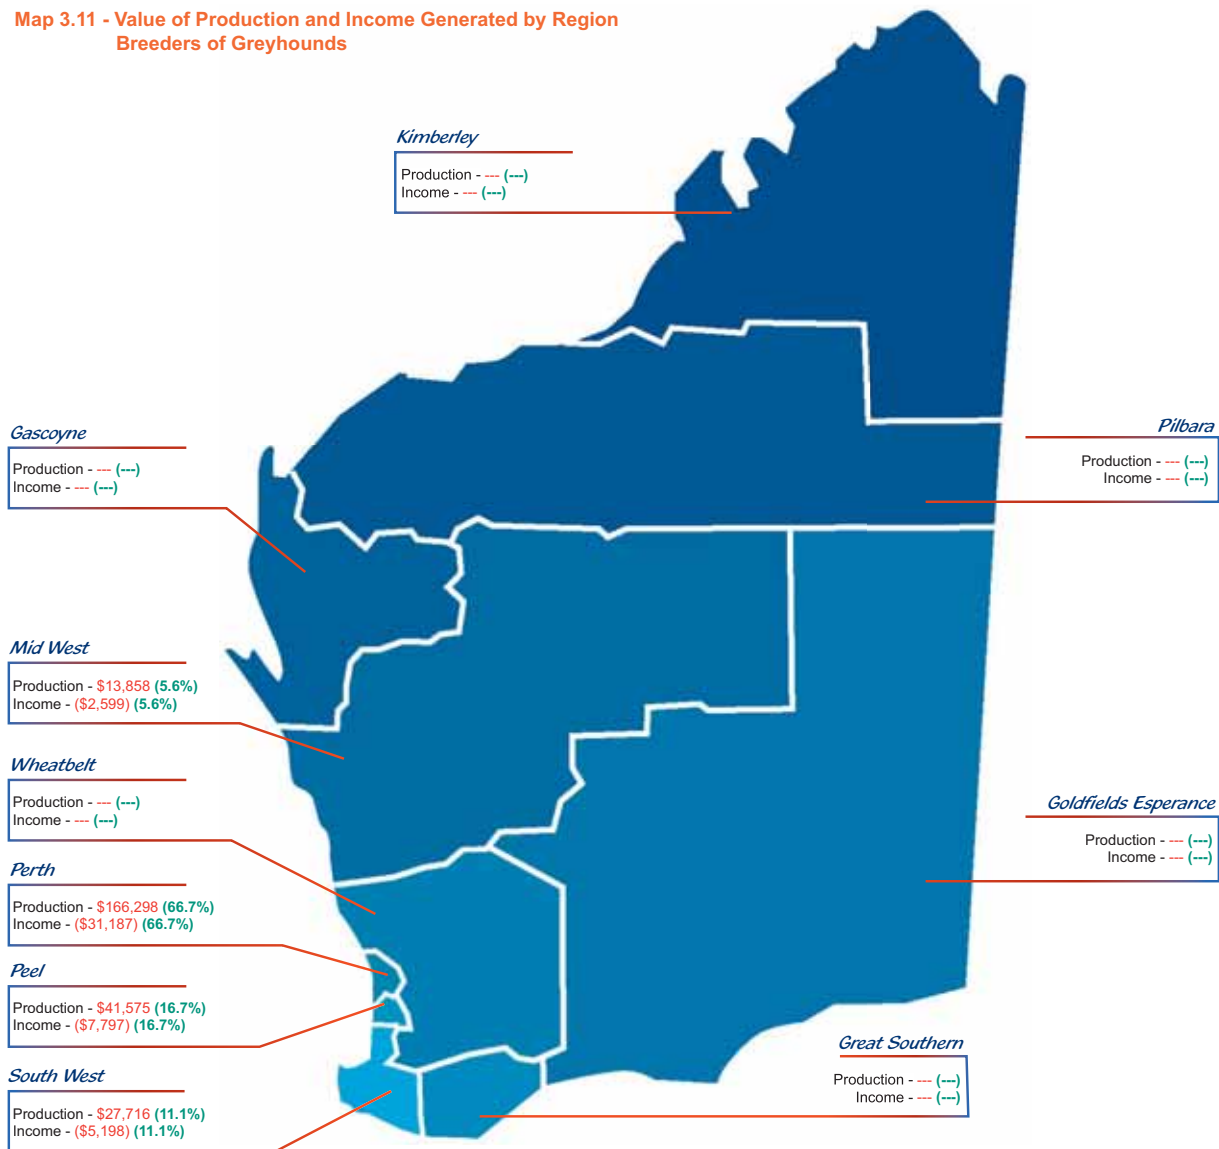 Map 3.11 - Value of Production and Income Generated by Region
Breeders of Greyhounds
Kimberley
Production - --- (---)
Income - --- (---)
Gascoyne
Production - --- (---)
Income - --- (---)
Pilbara
Production - --- (---)
Income - --- (---)
Mid West
Production - $13,858 (5.6%)
Income - ($2,599) (5.6%)
Wheatbelt
Production - --- (---)
Income - --- (---)
Goldfields Esperance
Production - --- (---)
Income - --- (---)
Perth
Production - $166,298 (66.7%)
Income - ($31,187) (66.7%)
Peel
Production - $41,575 (16.7%)
Income - ($7,797) (16.7%)
Great Southern
Production - --- (---)
Income - --- (---)
South West
Production - $27,716 (11.1%)
Income - ($5,198) (11.1%)